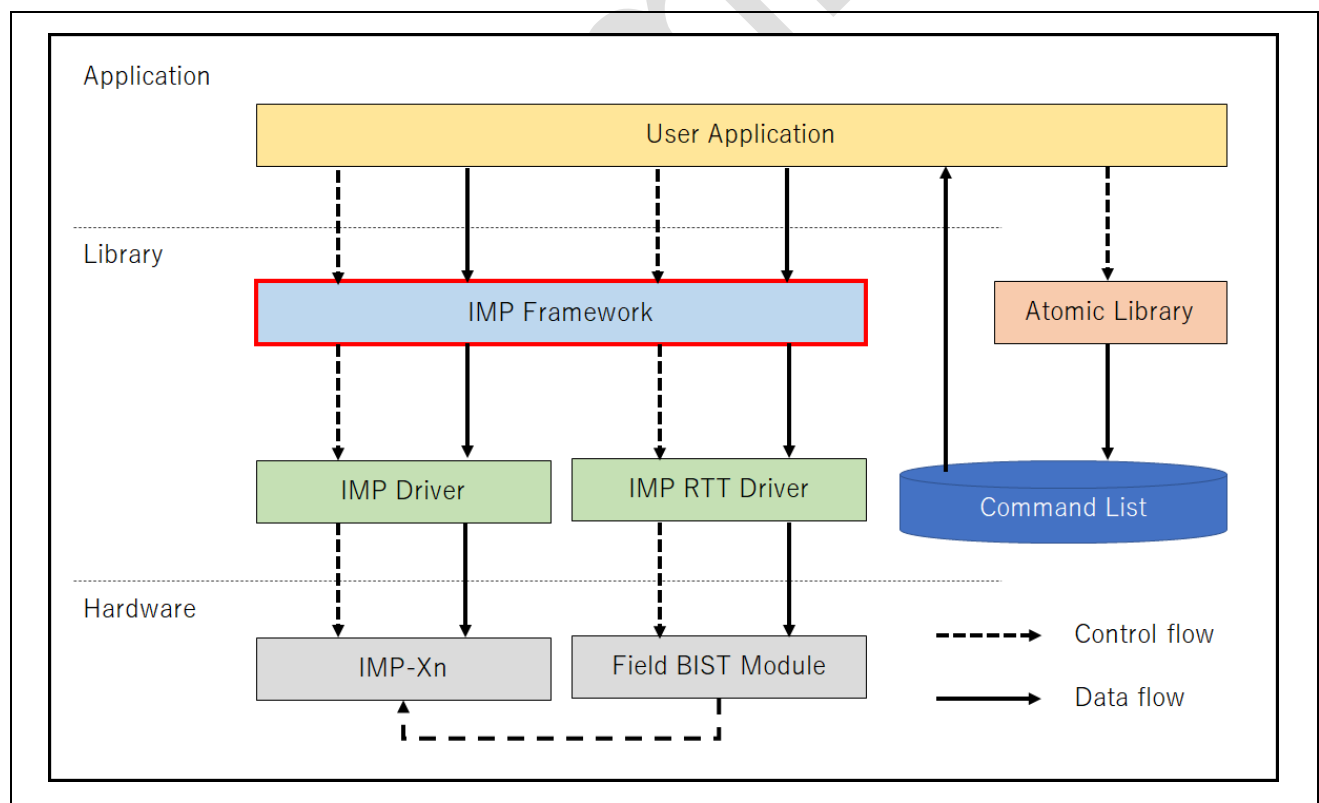 Application
User Application
Library
IMP Framework
Atomic Library
IMP Driver
IMP RTT Driver
Command List
Hardware
IMP-Xn
Field BIST Module
Control flow
Data flow